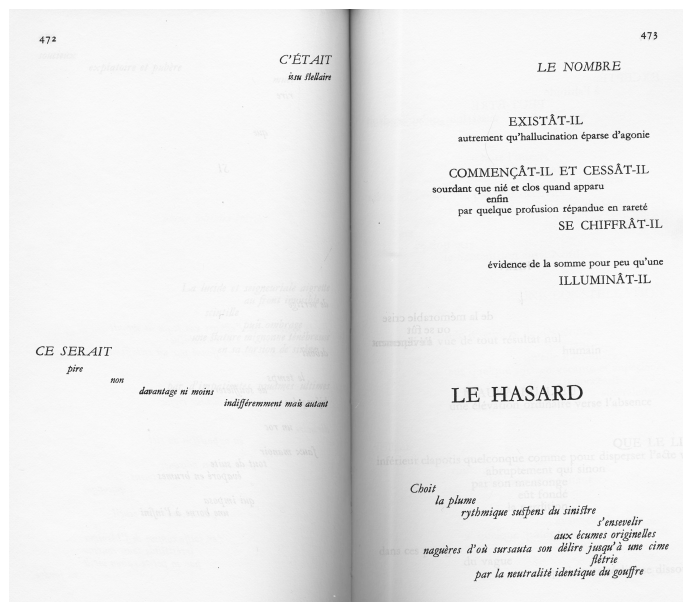 472
C'ÉTAIT
issu stellaire
CE SERAIT
pire
non
davantage ni moins
indifféremment mais autant
473
LE NOMBRE
EXISTÂT-IL
autrement qu'hallucination éparse d'agonie
COMMENÇÂT-IL ET CESSÂT-IL
sourdant que nié et clos quand apparu
enfin
par quelque profusion répandue en rareté
SE CHIFFRÂT-IL
évidence de la somme pour peu qu'une
ILLUMINÂT-IL
LE HASARD
Choit
la plume
rythmique suspens du sinistre
s'ensevelir
aux écumes originelles
naguères d'où sursauta son délire jusqu'à une cime
flétrie
par la neutralité identique du gouffre